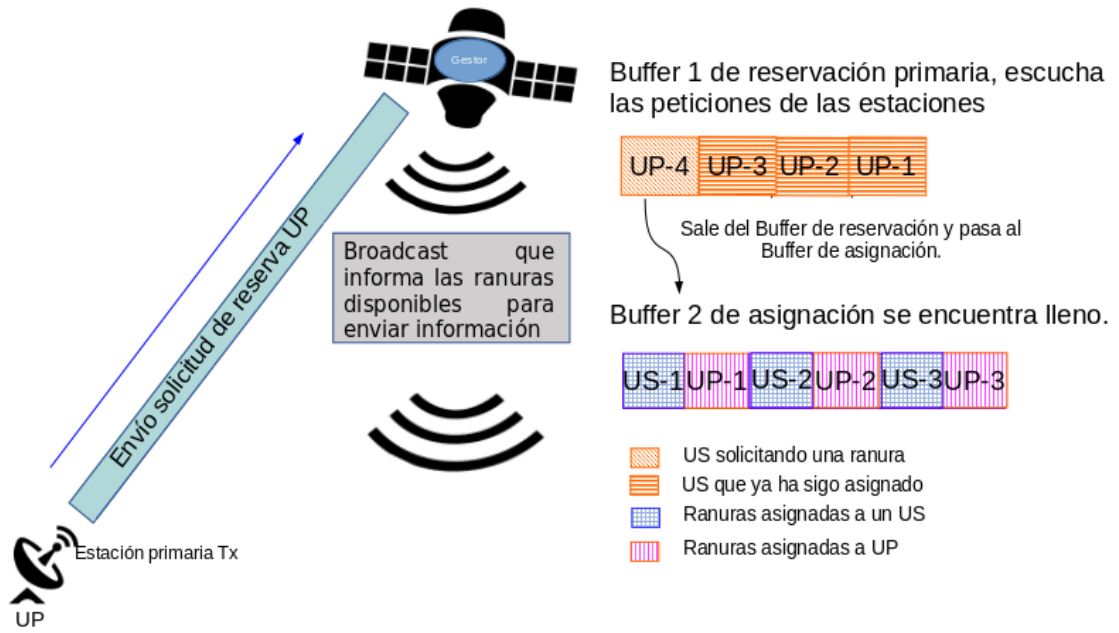 Gestor
Envío solicitud de reserva UP
Broadcast que
informa las ranuras
disponibles para
enviar información
Estación primaria Tx
UP
Buffer 1 de reservación primaria, escucha
las peticiones de las estaciones
UP-4 UP-3 UP-2 UP-1
Sale del Buffer de reservación y pasa al
Buffer de asignación.
Buffer 2 de asignación se encuentra lleno.
US-1 UP-1 US-2 UP-2 US-3 UP-3
US solicitando una ranura
US que ya ha sigo asignado
Ranuras asignadas a un US
Ranuras asignadas a UP